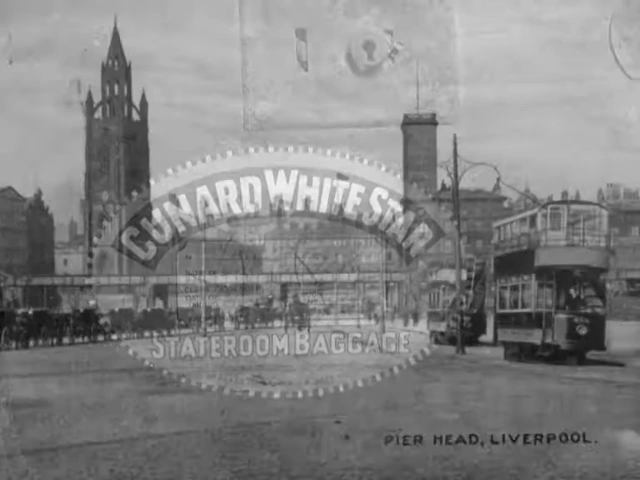 CUNARD WHITE STAR
STATEROOM BAGGAGE
PIER HEAD, LIVERPOOL.